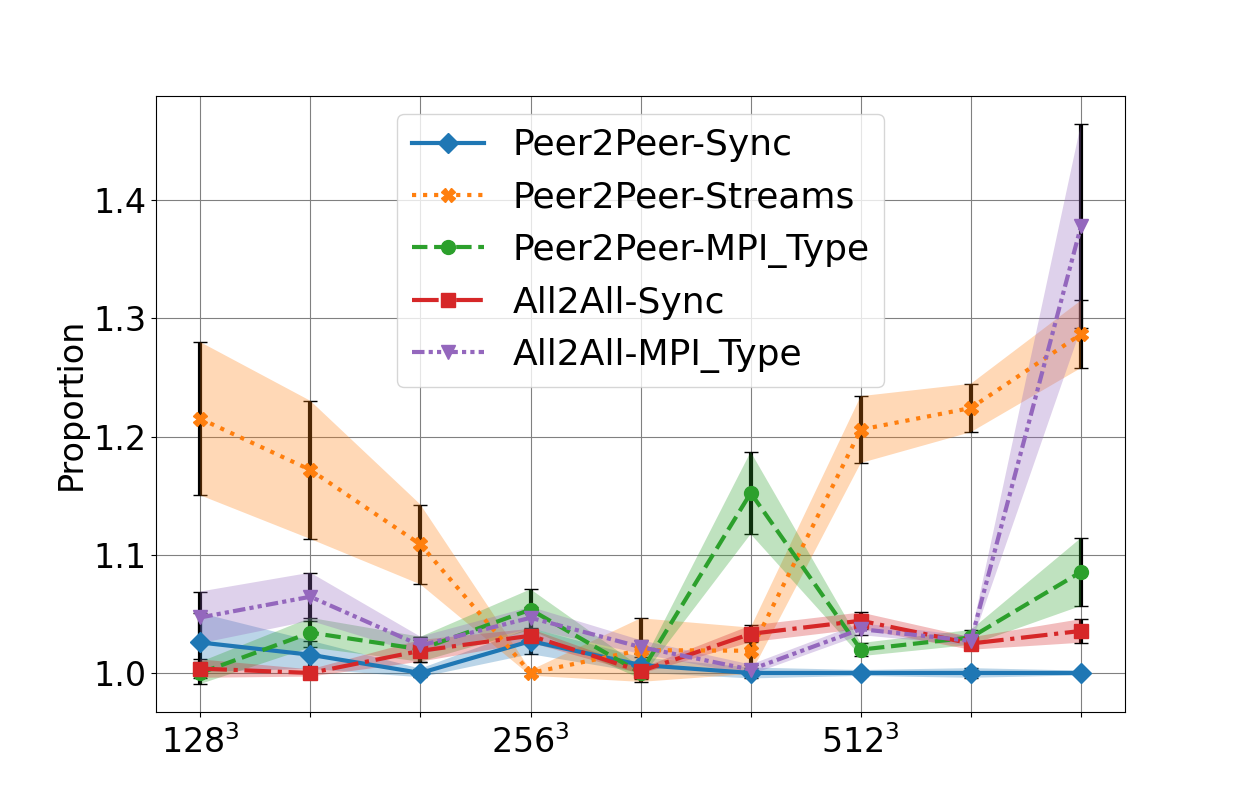 Peer2Peer-Sync
Peer2Peer-Streams
Peer2Peer-MPI_Type
All2All-Sync
All2All-MPI_Type
Proportion
1.4
1.3
1.2
1.1
1.0
128³
256³
512³